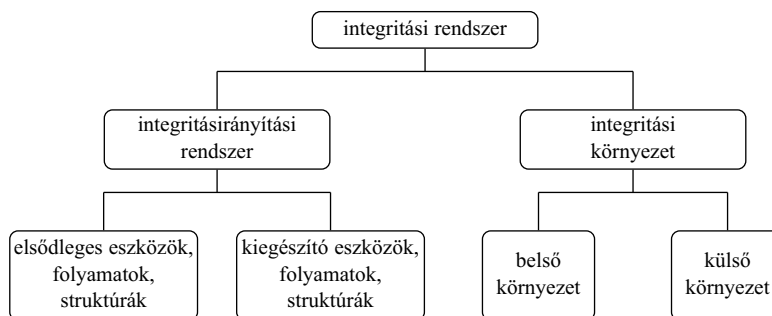 integritási rendszer
integritásirányítási
rendszer
integritási
környezet
elsődleges eszközök,
folyamatok,
struktúrák
kiegészítő eszközök,
folyamatok,
struktúrák
belső
környezet
külső
környezet